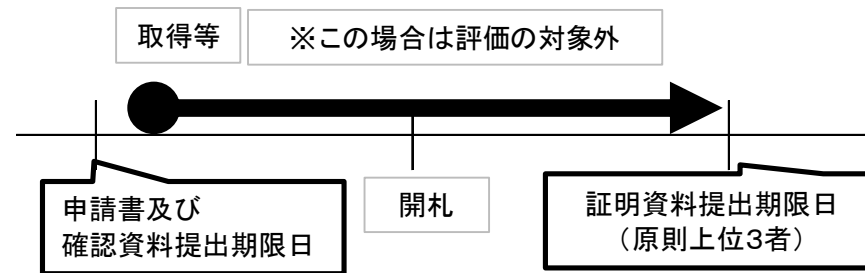 取得等
※この場合は評価の対象外
申請書及び
確認資料提出期限日
開札
証明資料提出期限日
（原則上位３者）